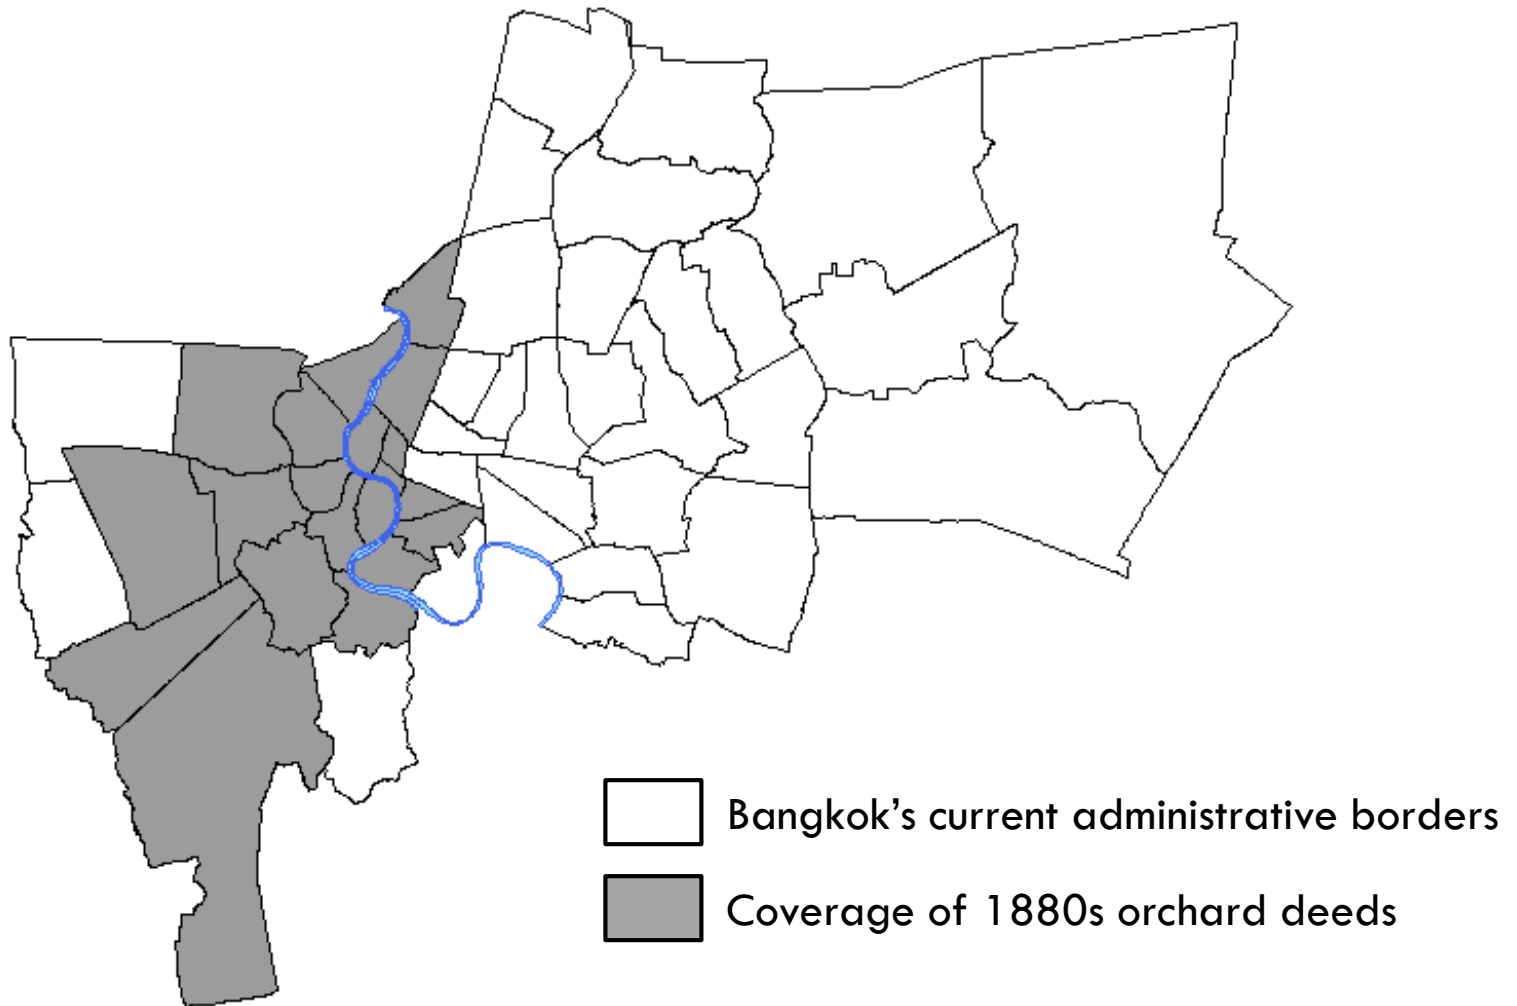 Bangkok’s current administrative borders
Coverage of 1880s orchard deeds